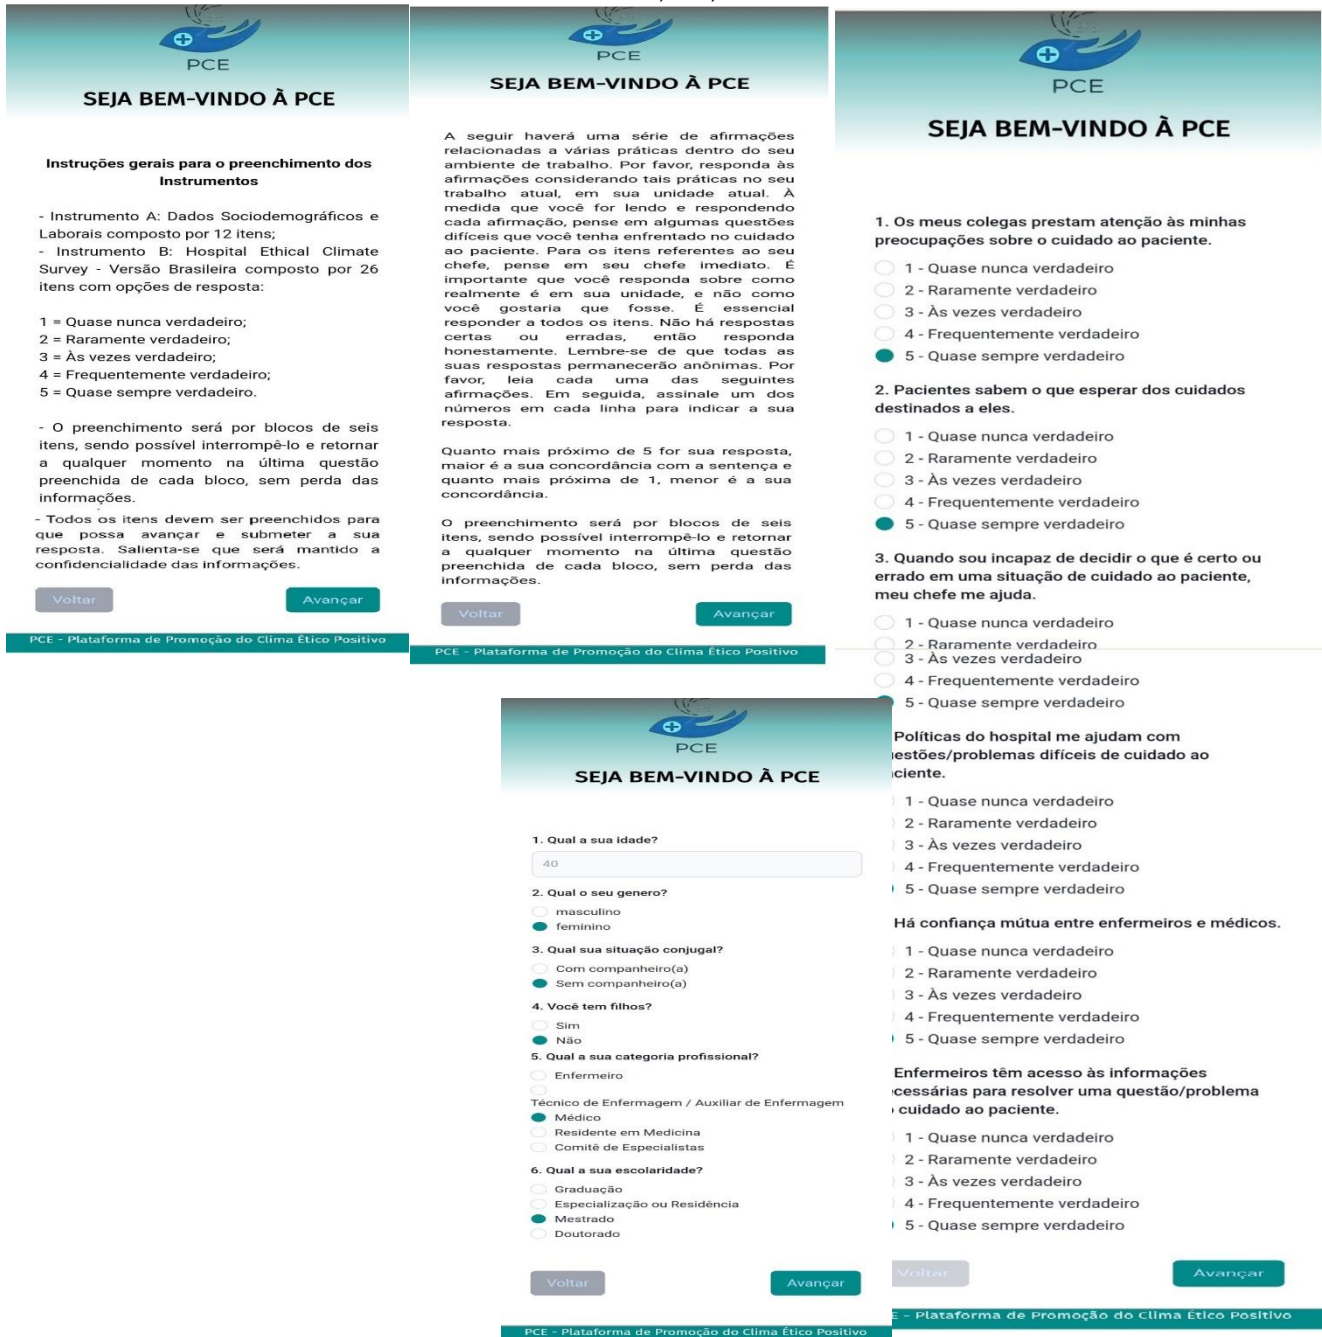 PCE
SEJA BEM-VINDO À PCE
Instruções gerais para o preenchimento dos
Instrumentos
- Instrumento A: Dados Sociodemográficos e
Laborais composto por 12 itens;
- Instrumento B: Hospital Ethical Climate
Survey - Versão Brasileira composto por 26
itens com opções de resposta:
1 = Quase nunca verdadeiro;
2 = Raramente verdadeiro;
3 = Às vezes verdadeiro;
4 = Frequentemente verdadeiro;
5 = Quase sempre verdadeiro.
- O preenchimento será por blocos de seis
itens, sendo possível interrompê-lo e retornar
a qualquer momento na última questão
preenchida de cada bloco, sem perda das
informações.
- Todos os itens devem ser preenchidos para
que possa avançar e submeter a sua
resposta. Salienta-se que será mantido a
confidencialidade das informações.
Voltar
Avançar
PCE - Plataforma de Promoção do Clima Ético Positivo
PCE
SEJA BEM-VINDO À PCE
A seguir haverá uma série de afirmações
relacionadas a várias práticas dentro do seu
ambiente de trabalho. Por favor, responda às
afirmações considerando tais práticas no seu
trabalho atual, em sua unidade atual. À
medida que você for lendo e respondendo
cada afirmação, pense em algumas questões
difíceis que você tenha enfrentado no cuidado
ao paciente. Para os itens referentes ao seu
chefe, pense em seu chefe imediato. É
importante que você responda sobre como
realmente é em sua unidade, e não como
você gostaria que fosse. É essencial
responder a todos os itens. Não há respostas
certas ou erradas, então responda
honestamente. Lembre-se de que todas as
suas respostas permanecerão anônimas. Por
favor, leia cada uma das seguintes
afirmações. Em seguida, assinale um dos
números em cada linha para indicar a sua
resposta.
Quanto mais próximo de 5 for sua resposta,
maior é a sua concordância com a sentença e
quanto mais próxima de 1, menor é a sua
concordância.
O preenchimento será por blocos de seis
itens, sendo possível interrompê-lo e retornar
a qualquer momento na última questão
preenchida de cada bloco, sem perda das
informações.
Voltar
Avançar
PCE - Plataforma de Promoção do Clima Ético Positivo
PCE
SEJA BEM-VINDO À PCE
1. Qual a sua idade?
40
2. Qual o seu genero?
masculino
feminino
3. Qual sua situação conjugal?
Com companheiro(a)
Sem companheiro(a)
4. Você tem filhos?
Sim
Não
5. Qual a sua categoria profissional?
Enfermeiro
Técnico de Enfermagem / Auxiliar de Enfermagem
Médico
Residente em Medicina
Comitê de Especialistas
6. Qual a sua escolaridade?
Graduação
Especialização ou Residência
Mestrado
Doutorado
Voltar
Avançar
PCE - Plataforma de Promoção do Clima Ético Positivo
PCE
SEJA BEM-VINDO À PCE
1. Os meus colegas prestam atenção às minhas
preocupações sobre o cuidado ao paciente.
1 - Quase nunca verdadeiro
2 - Raramente verdadeiro
3 - Às vezes verdadeiro
4 - Frequentemente verdadeiro
5 - Quase sempre verdadeiro
2. Pacientes sabem o que esperar dos cuidados
destinados a eles.
1 - Quase nunca verdadeiro
2 - Raramente verdadeiro
3 - Às vezes verdadeiro
4 - Frequentemente verdadeiro
5 - Quase sempre verdadeiro
3. Quando sou incapaz de decidir o que é certo ou
errado em uma situação de cuidado ao paciente,
meu chefe me ajuda.
1 - Quase nunca verdadeiro
2 - Raramente verdadeiro
3 - Às vezes verdadeiro
4 - Frequentemente verdadeiro
5 - Quase sempre verdadeiro
Políticas do hospital me ajudam com
estões/problemas difíceis de cuidado ao
ciente.
1 - Quase nunca verdadeiro
2 - Raramente verdadeiro
3 - Às vezes verdadeiro
4 - Frequentemente verdadeiro
5 - Quase sempre verdadeiro
Há confiança mútua entre enfermeiros e médicos.
1 - Quase nunca verdadeiro
2 - Raramente verdadeiro
3 - Às vezes verdadeiro
4 - Frequentemente verdadeiro
5 - Quase sempre verdadeiro
Enfermeiros têm acesso às informações
cessárias para resolver uma questão/problema
cuidado ao paciente.
1 - Quase nunca verdadeiro
2 - Raramente verdadeiro
3 - Às vezes verdadeiro
4 - Frequentemente verdadeiro
5 - Quase sempre verdadeiro
Voltar
Avançar
E - Plataforma de Promoção do Clima Ético Positivo